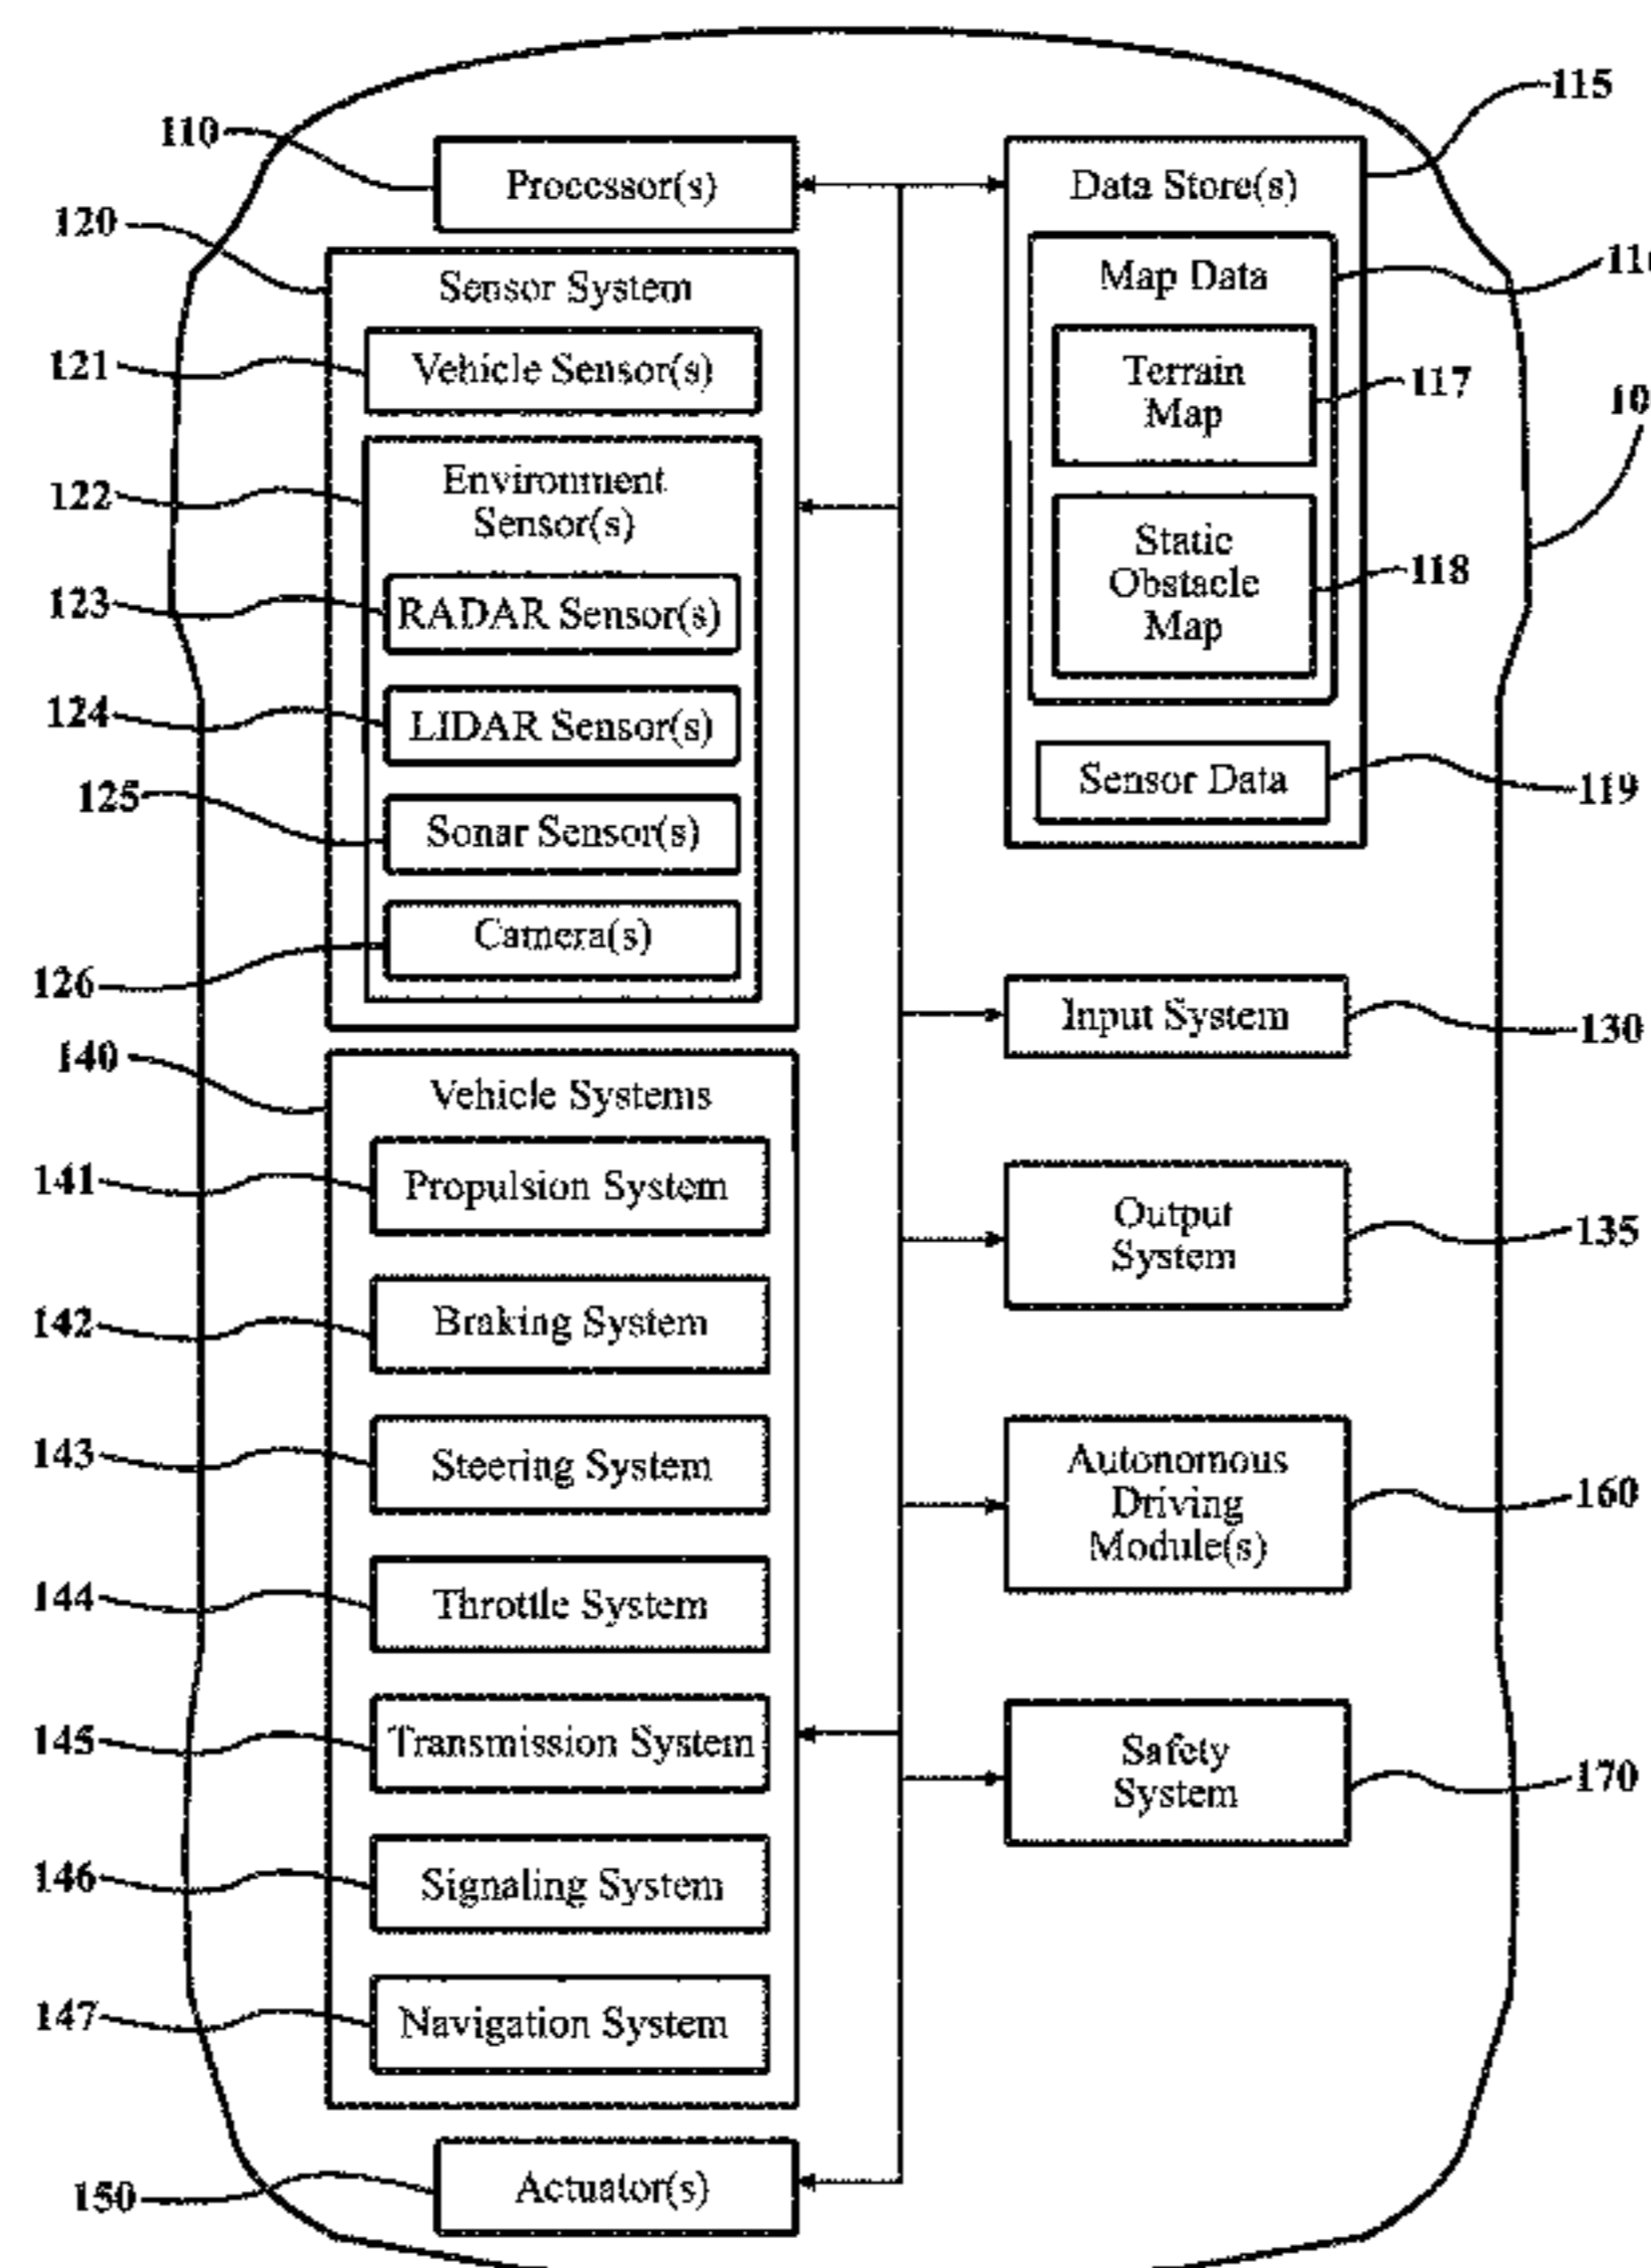 110
Processor(s)
120
Sensor System
121
Vehicle Sensor(s)
122
Environment
Sensor(s)
123
RADAR Sensor(s)
124
LIDAR Sensor(s)
125
Sonar Sensor(s)
126
Camera(s)
140
Vehicle Systems
141
Propulsion System
142
Braking System
143
Steering System
144
Throttle System
145
Transmission System
146
Signaling System
147
Navigation System
150
Actuator(s)
115
Data Store(s)
Map Data
Terrain
Map
117
10
Static
Obstacle
Map
118
Sensor Data
119
Input System
130
Output
System
135
Autonomous
Driving
Module(s)
160
Safety
System
170